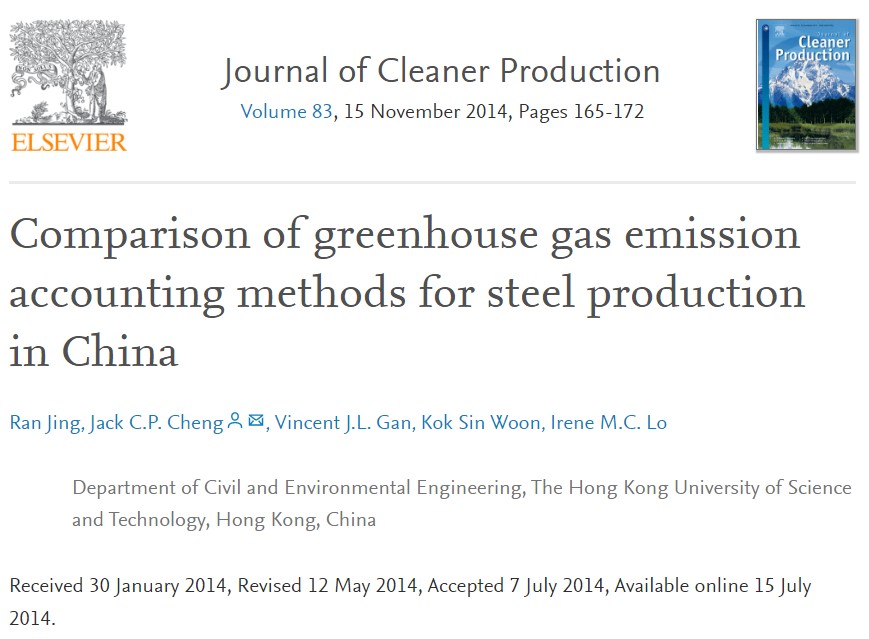 ELSEVIER
Journal of Cleaner Production
Volume 83, 15 November 2014, Pages 165-172
Journal of
Cleaner
Production
Comparison of greenhouse gas emission
accounting methods for steel production
in China
Ran Jing, Jack C.P. Cheng, Vincent J.L. Gan, Kok Sin Woon, Irene M.C. Lo
Department of Civil and Environmental Engineering, The Hong Kong University of Science
and Technology, Hong Kong, China
Received 30 January 2014, Revised 12 May 2014, Accepted 7 July 2014, Available online 15 July
2014.